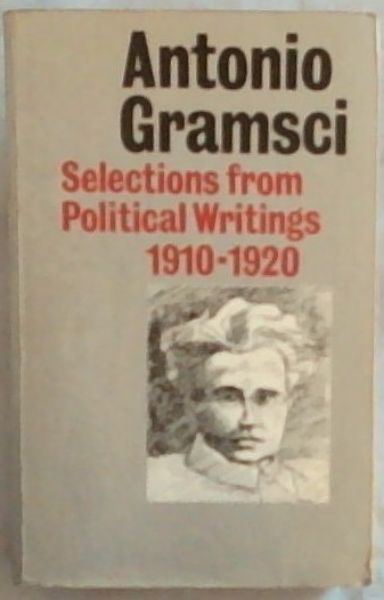 Antonio
Gramsci
Selections from
Political Writings
1910-1920